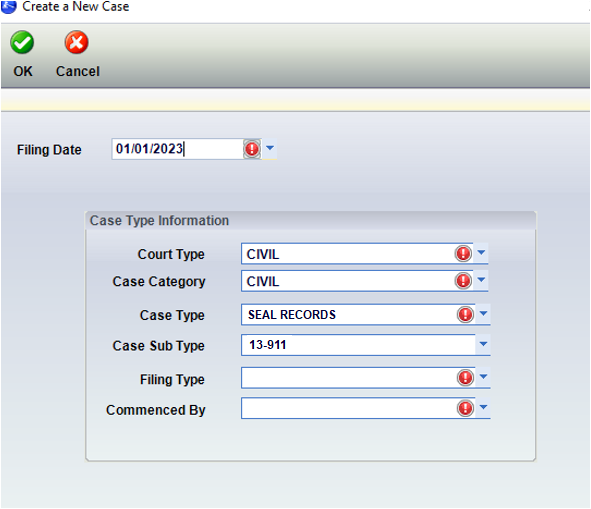 Create a New Case
OK Cancel
Filing Date 01/01/2023
Case Type Information
Court Type CIVIL
Case Category CIVIL
Case Type SEAL RECORDS
Case Sub Type 13-911
Filing Type
Commenced By